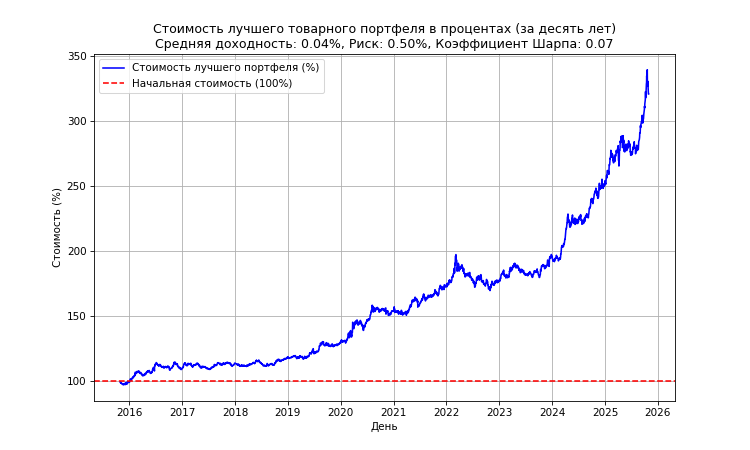 Стоимость лучшего товарного портфеля в процентах (за десять лет)
Средняя доходность: 0.04%, Риск: 0.50%, Коэффициент Шарпа: 0.07
Стоимость лучшего портфеля (%)
Начальная стоимость (100%)
Стоимость (%)
350
300
250
200
150
100
2016 2017 2018 2019 2020 2021 2022 2023 2024 2025 2026
День